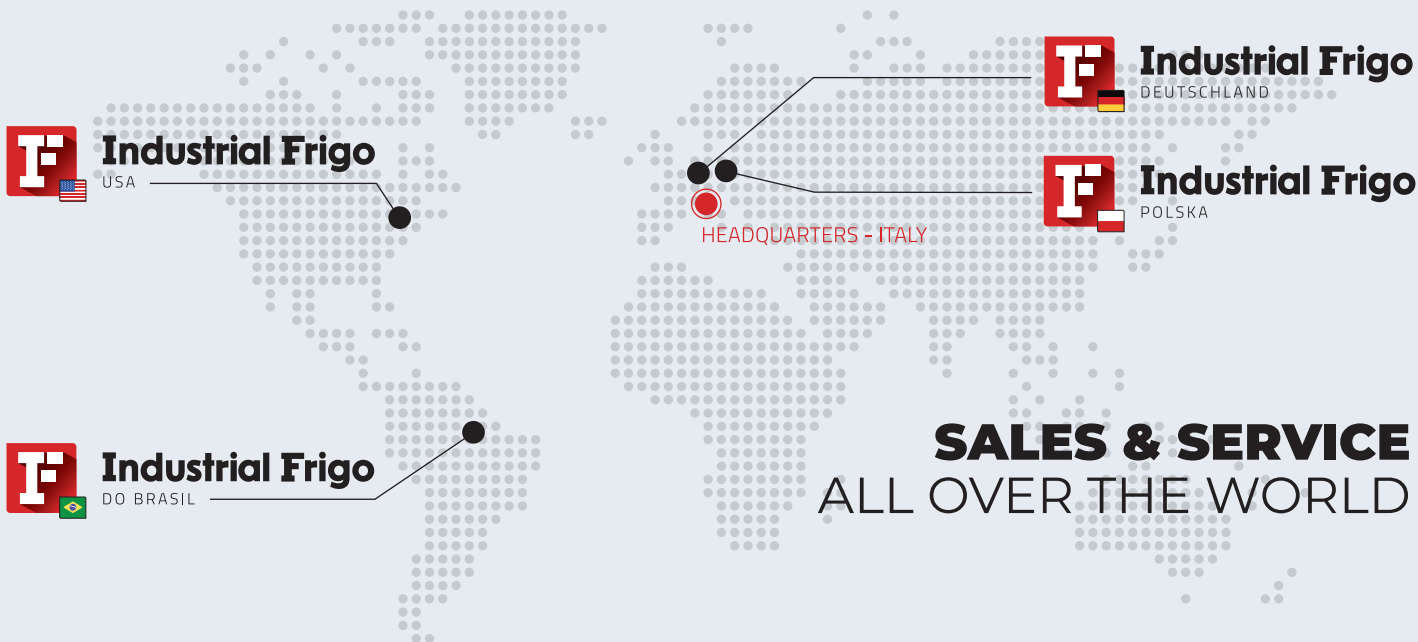 Industrial Frigo
USA
Industrial Frigo
DO BRASIL
Industrial Frigo
DEUTSCHLAND
Industrial Frigo
POLSKA
HEADQUARTERS - ITALY
SALES & SERVICE
ALL OVER THE WORLD